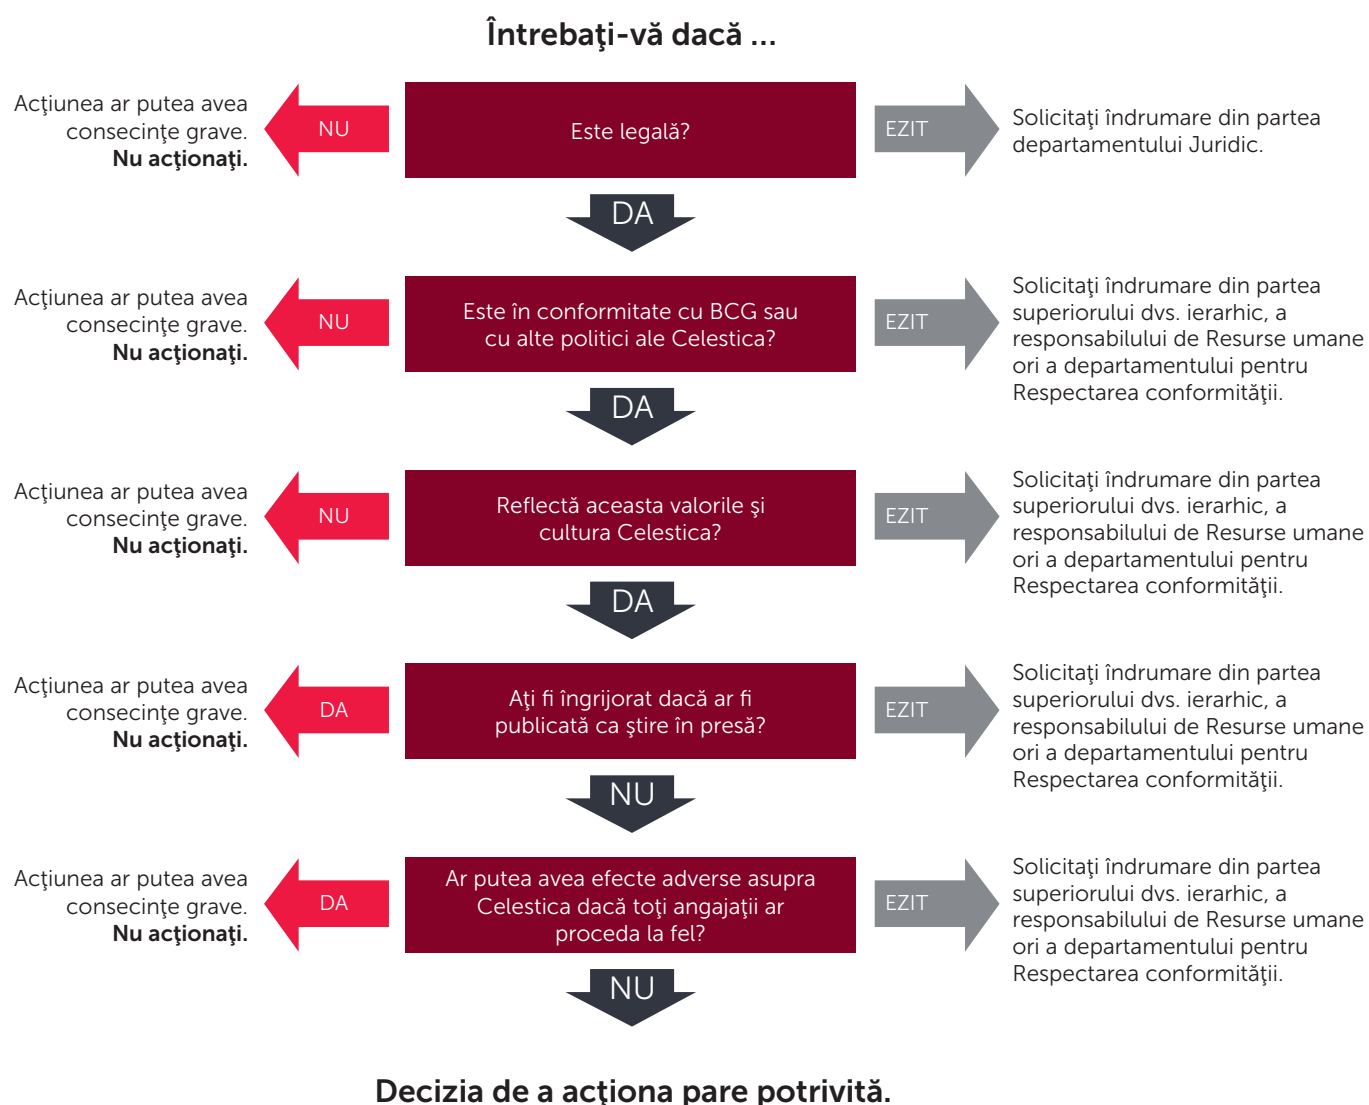 Întrebaţi-vă dacă ...
Acţiunea ar putea avea
consecinţe grave.
Nu acţionaţi.
NU
Este legală?
EZIT
Solicitaţi îndrumare din partea
departamentului Juridic.
DA
Acţiunea ar putea avea
consecinţe grave.
Nu acţionaţi.
NU
Este în conformitate cu BCG sau
cu alte politici ale Celestica?
EZIT
Solicitaţi îndrumare din partea
superiorului dvs. ierarhic, a
responsabilului de Resurse umane
ori a departamentului pentru
Respectarea conformităţii.
DA
Acţiunea ar putea avea
consecinţe grave.
Nu acţionaţi.
NU
Reflectă aceasta valorile şi
cultura Celestica?
EZIT
Solicitaţi îndrumare din partea
superiorului dvs. ierarhic, a
responsabilului de Resurse umane
ori a departamentului pentru
Respectarea conformităţii.
DA
Acţiunea ar putea avea
consecinţe grave.
Nu acţionaţi.
DA
Aţi fi îngrijorat dacă ar fi
publicată ca ştire în presă?
EZIT
Solicitaţi îndrumare din partea
superiorului dvs. ierarhic, a
responsabilului de Resurse umane
ori a departamentului pentru
Respectarea conformităţii.
NU
Acţiunea ar putea avea
consecinţe grave.
Nu acţionaţi.
DA
Ar putea avea efecte adverse asupra
Celestica dacă toţi angajaţii ar
proceda la fel?
EZIT
Solicitaţi îndrumare din partea
superiorului dvs. ierarhic, a
responsabilului de Resurse umane
ori a departamentului pentru
Respectarea conformităţii.
NU
Decizia de a acţiona pare potrivită.